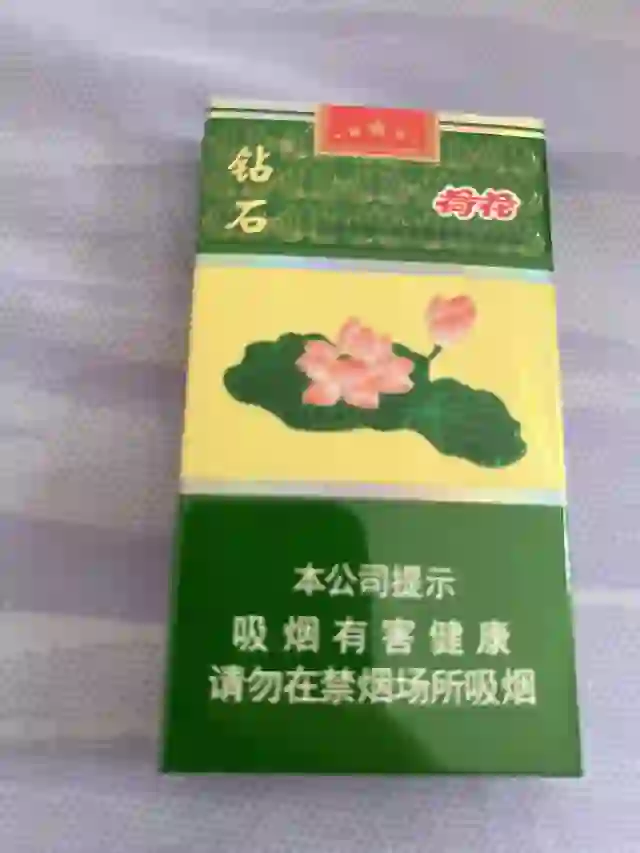 钻石
荷花
本公司提示
吸烟有害健康
请勿在禁烟场所吸烟